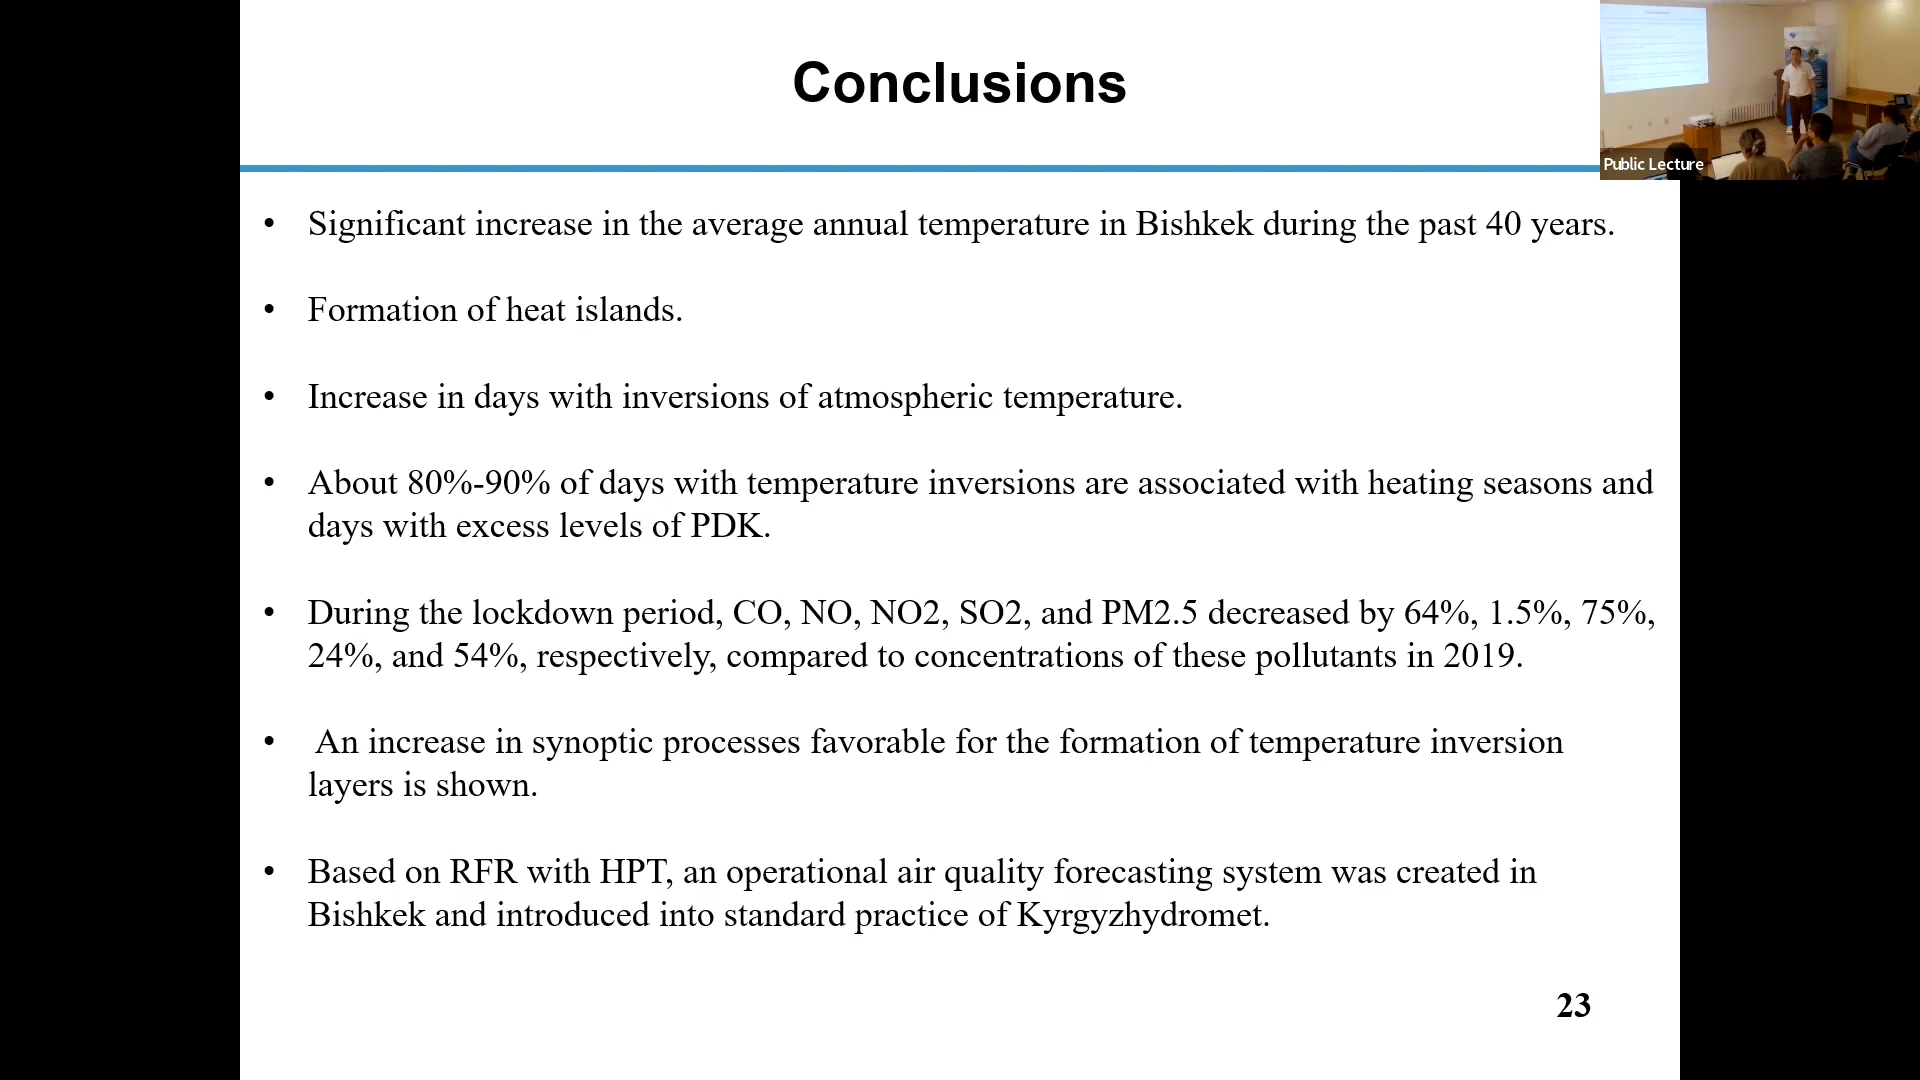 Conclusions
Public Lecture
• Significant increase in the average annual temperature in Bishkek during the past 40 years.
• Formation of heat islands.
• Increase in days with inversions of atmospheric temperature.
• About 80%-90% of days with temperature inversions are associated with heating seasons and
days with excess levels of PDK.
• During the lockdown period, CO, NO, NO2, SO2, and PM2.5 decreased by 64%, 1.5%, 75%,
24%, and 54%, respectively, compared to concentrations of these pollutants in 2019.
• An increase in synoptic processes favorable for the formation of temperature inversion
layers is shown.
• Based on RFR with HPT, an operational air quality forecasting system was created in
Bishkek and introduced into standard practice of Kyrgyzhydromet.
23